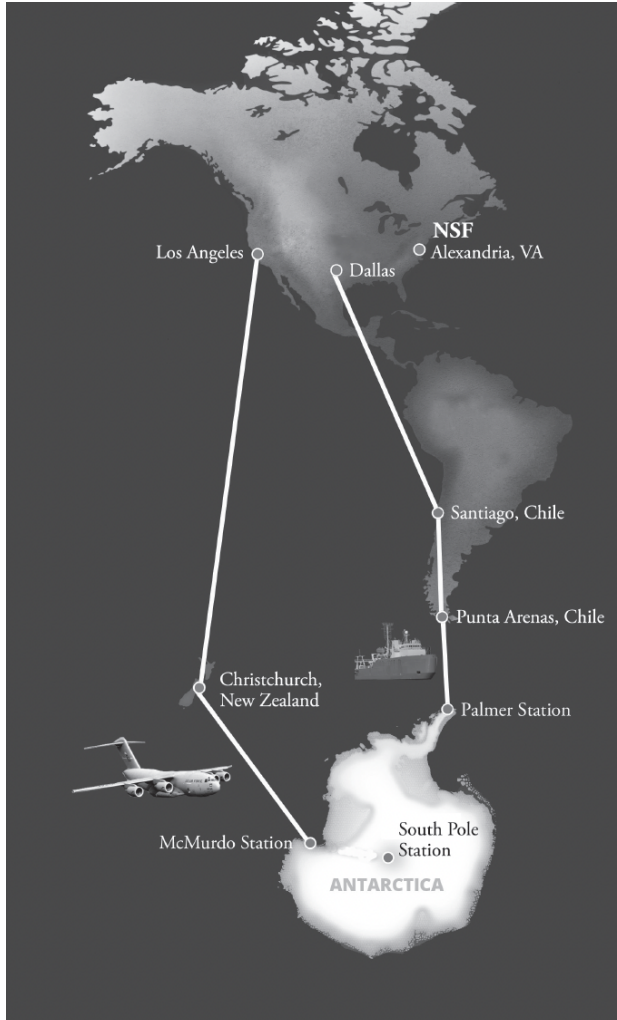 NSF
Alexandria, VA
Los Angeles
Dallas
Santiago, Chile
Punta Arenas, Chile
Christchurch,
New Zealand
Palmer Station
McMurdo Station
South Pole
Station
ANTARCTICA